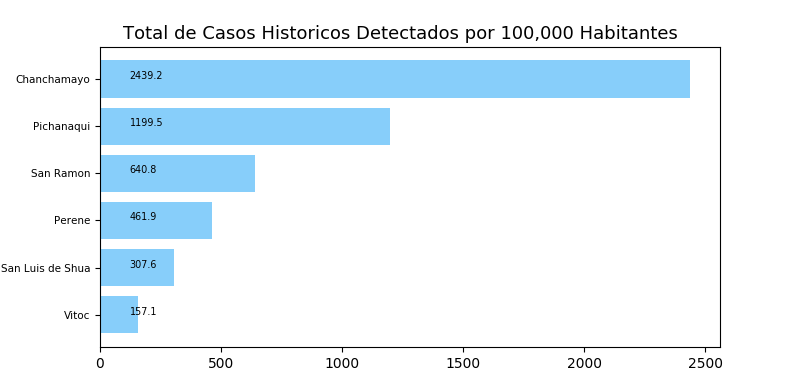 Total de Casos Historicos Detectados por 100,000 Habitantes
Chanchamayo 2439.2
Pichanaqui 1199.5
San Ramon 640.8
Perene 461.9
San Luis de Shua 307.6
Vitoc 157.1
0 500 1000 1500 2000 2500